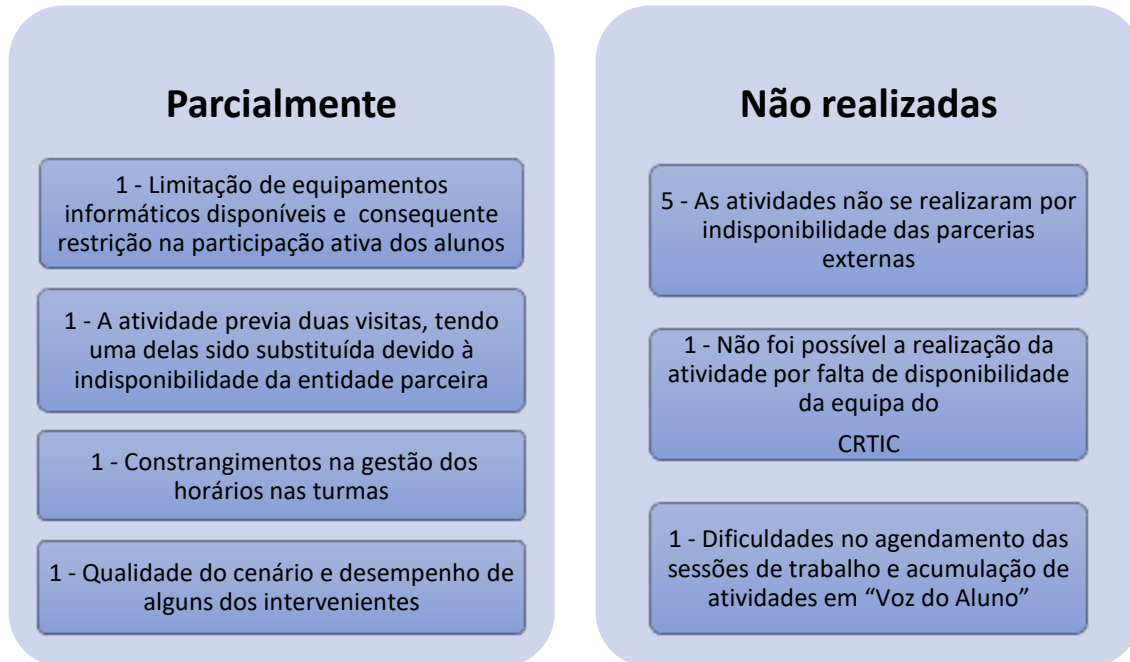 Parcialmente
1 - Limitação de equipamentos
informáticos disponíveis e consequente
restrição na participação ativa dos alunos
1 - A atividade previa duas visitas, tendo
uma delas sido substituída devido à
indisponibilidade da entidade parceira
1 - Constrangimentos na gestão dos
horários nas turmas
1 - Qualidade do cenário e desempenho de
alguns dos intervenientes
Não realizadas
5 - As atividades não se realizaram por
indisponibilidade das parcerias
externas
1 - Não foi possível a realização da
atividade por falta de disponibilidade
da equipa do
CRTIC
1 - Dificuldades no agendamento das
sessões de trabalho e acumulação de
atividades em “Voz do Aluno”